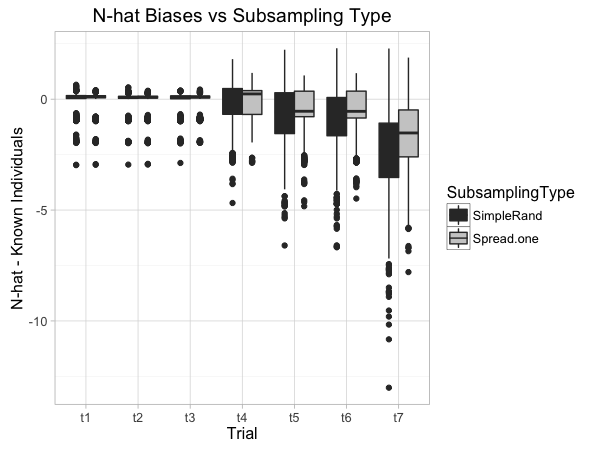 N-hat Biases vs Subsampling Type
N-hat - Known Individuals
0
-5
-10
t1 t2 t3 t4 t5 t6 t7
Trial
SubsamplingType
SimpleRand
Spread.one